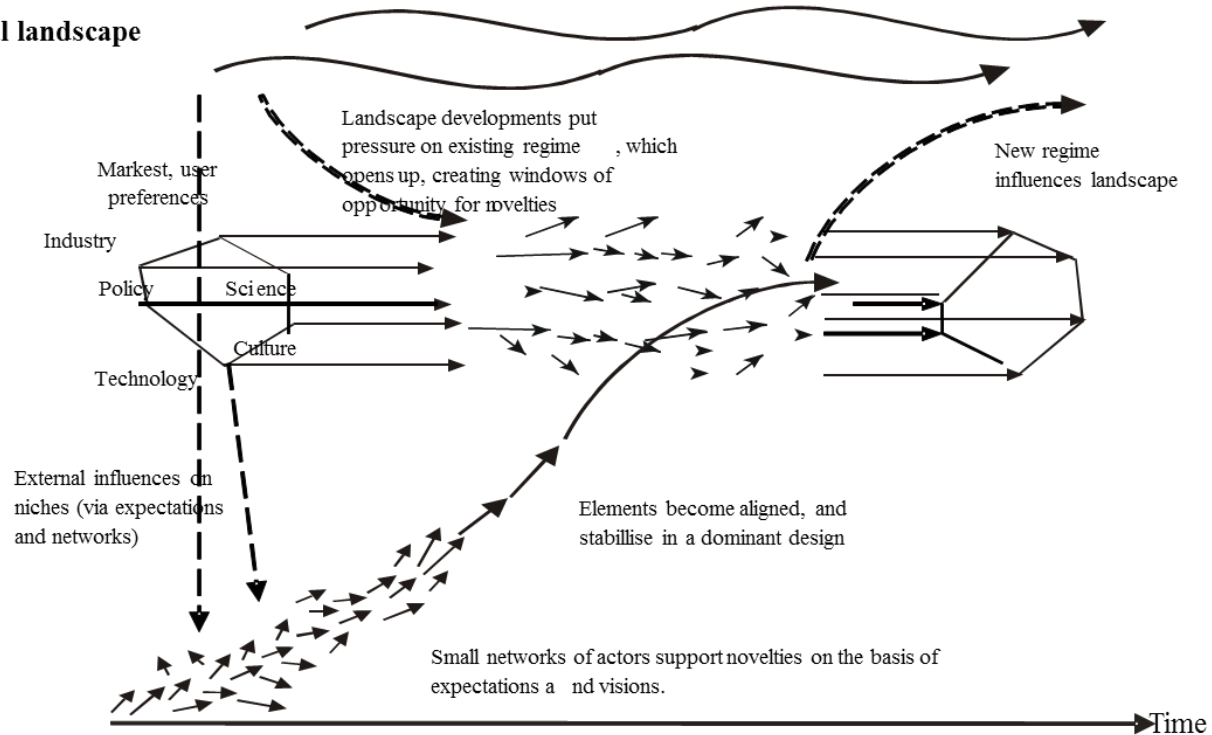 l landscape
Landscape developments put
pressure on existing regime , which
opens up, creating windows of
opportunity for novelties
New regime
influences landscape
Markest, user
preferences
Industry
Policy
Science
Culture
Technology
External influences on
niches (via expectations
and networks)
Elements become aligned, and
stabillise in a dominant design
Small networks of actors support novelties on the basis of
expectations a nd visions.
Time